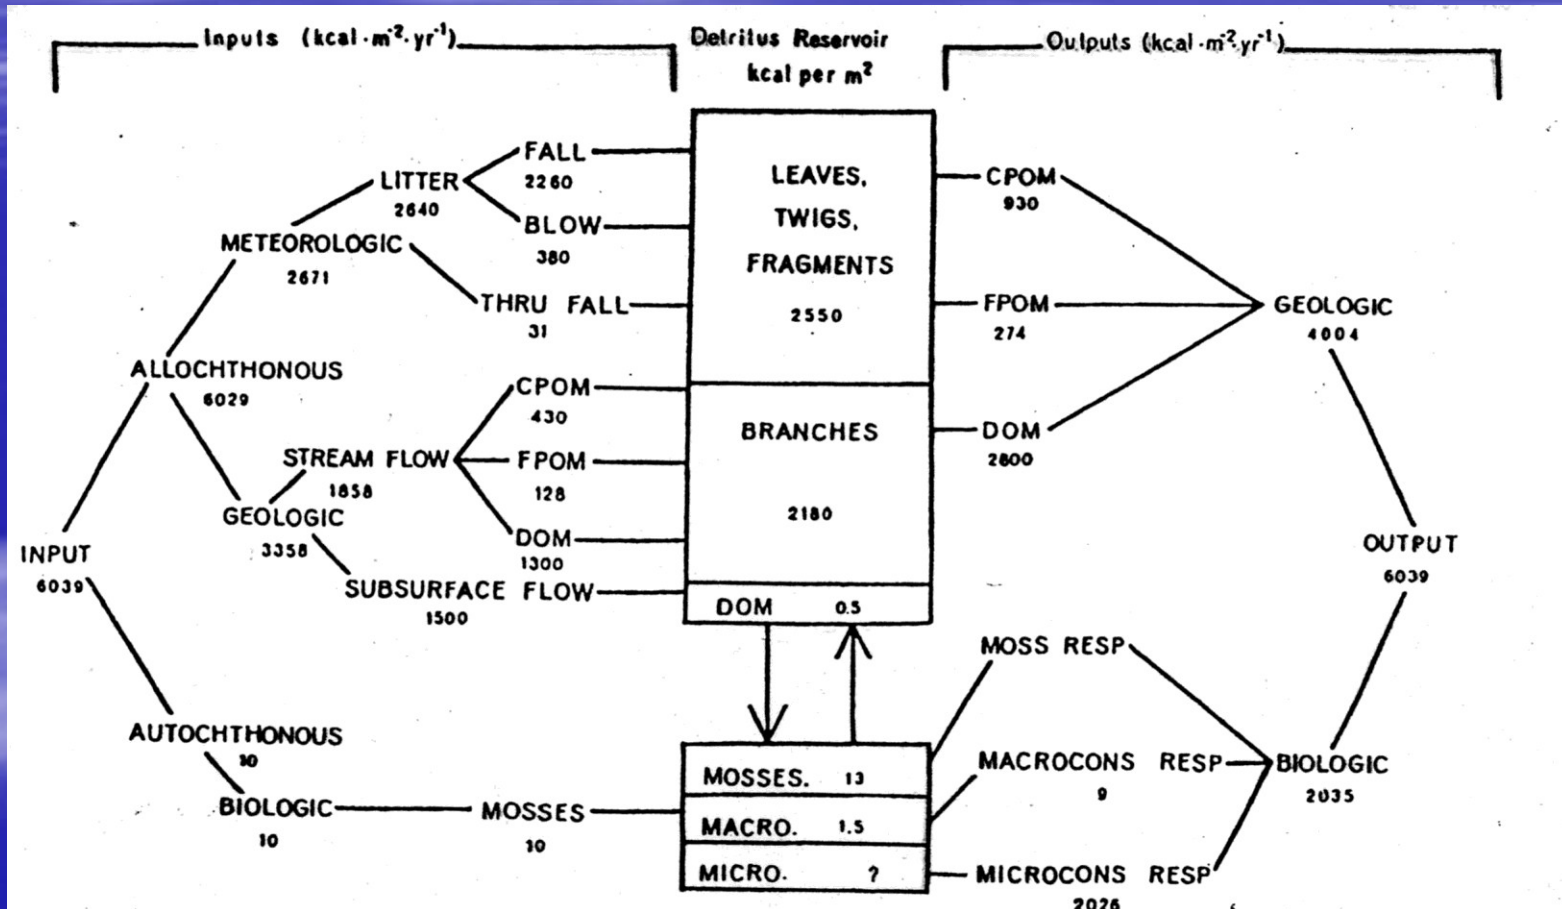 Inputs (kcal·m⁻²·yr⁻¹)
Detritus Reservoir
kcal per m²
Outputs (kcal·m⁻²·yr⁻¹)
FALL
2260
LITTER
2640
BLOW
380
METEOROLOGIC
2671
THRU FALL
31
ALLOCHTHONOUS
6029
CPOM
430
STREAM FLOW
1858
FPOM
128
GEOLOGIC
3358
DOM
1300
INPUT
6039
SUBSURFACE FLOW
1500
AUTOCHTHONOUS
10
BIOLOGIC
10
MOSSES
10
LEAVES,
TWIGS,
FRAGMENTS
2550
BRANCHES
2180
DOM 0.5
MOSSES. 13
MACRO. 1.5
MICRO. ?
CPOM
930
FPOM
274
GEOLOGIC
4004
DOM
2800
OUTPUT
6039
MOSS RESP
MACROCONS RESP
9
BIOLOGIC
2035
MICROCONS RESP
2026